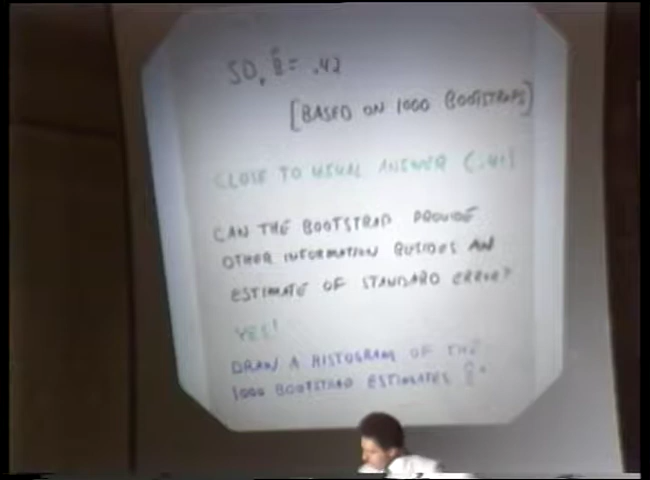 SO, = .42
[BASED ON 1000 BOOTSTRAPS]
CLOSE TO USUAL ANSWER (.41)
CAN THE BOOTSTRAP PROVIDE
OTHER INFORMATION BESIDES AN
ESTIMATE OF STANDARD ERROR?
YES!
DRAW A HISTOGRAM OF THE
1000 BOOTSTRAP ESTIMATES